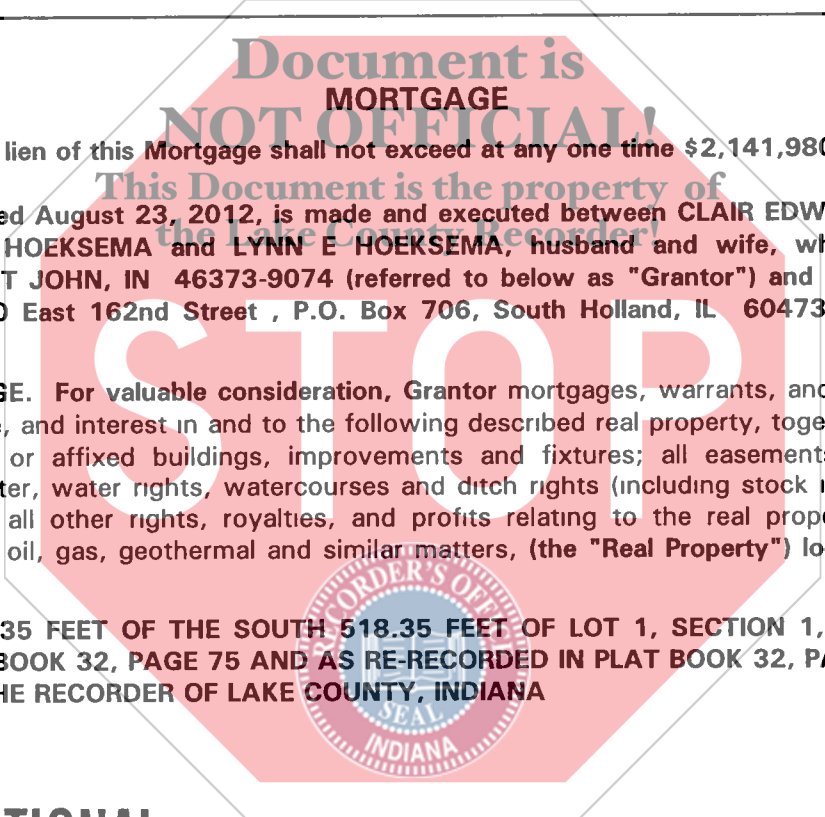 Document is
MORTGAGE
NOT OFFICIAL!
lien of this Mortgage shall not exceed at any one time $2,141,980
This Document is the property of
ed August 23, 2012, is made and executed between CLAIR EDW
the Lake County Recorder!
HOEKSEMA and LYNN E HOEKSEMA, husband and wife, wh
T JOHN, IN 46373-9074 (referred to below as "Grantor") and
0 East 162nd Street , P.O. Box 706, South Holland, IL 60473
STOP
GE. For valuable consideration, Grantor mortgages, warrants, and
, and interest in and to the following described real property, toge
or affixed buildings, improvements and fixtures; all easement
ter, water rights, watercourses and ditch rights (including stock
all other rights, royalties, and profits relating to the real prop
oil, gas, geothermal and similar matters, (the "Real Property") lo
RECORDER'S OFFICE
35 FEET OF THE SOUTH 518.35 FEET OF LOT 1, SECTION 1,
BOOK 32, PAGE 75 AND AS RE-RECORDED IN PLAT BOOK 32, PA
HE RECORDER OF LAKE COUNTY, INDIANA
SEAL
INDIANA